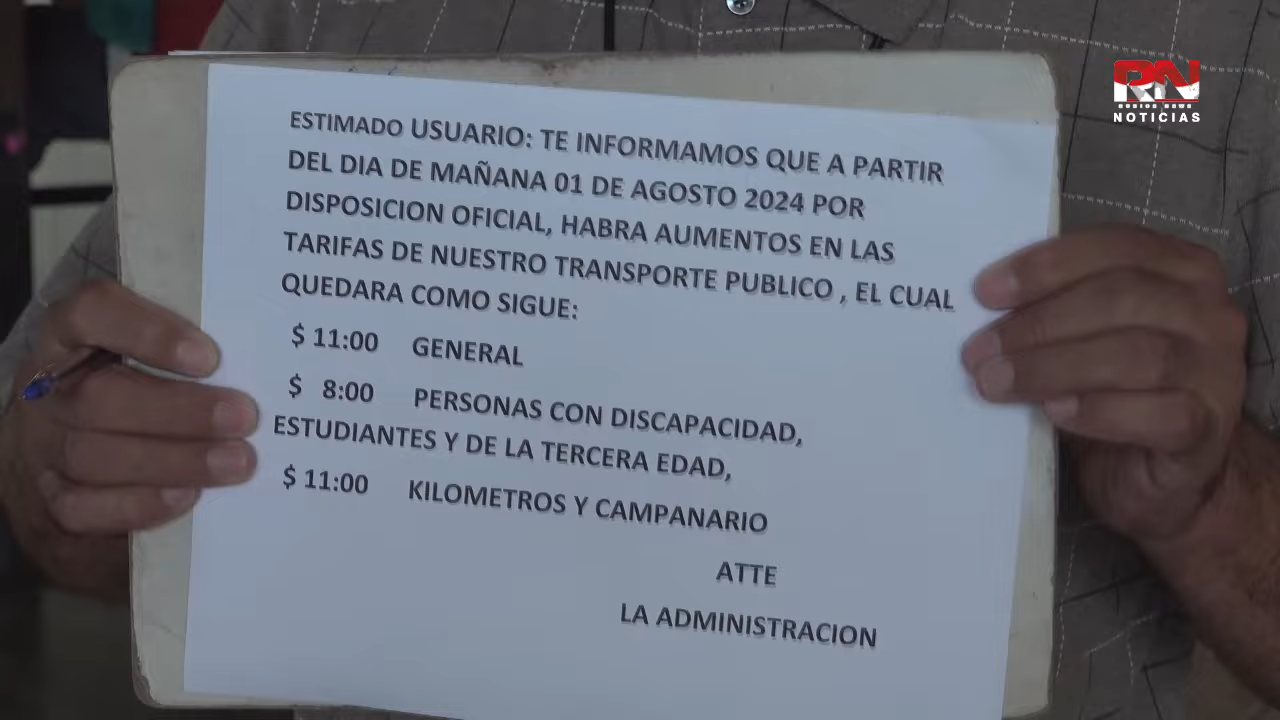 ESTIMADO USUARIO: TE INFORMAMOS QUE A PARTIR
DEL DIA DE MAÑANA 01 DE AGOSTO 2024 POR
DISPOSICION OFICIAL, HABRA AUMENTOS EN LAS
TARIFAS DE NUESTRO TRANSPORTE PUBLICO , EL CUAL
QUEDARA COMO SIGUE:
$ 11:00 GENERAL
$ 8:00 PERSONAS CON DISCAPACIDAD,
ESTUDIANTES Y DE LA TERCERA EDAD,
$ 11:00 KILOMETROS Y CAMPANARIO
ATTE
LA ADMINISTRACION
RN
NOTICIAS